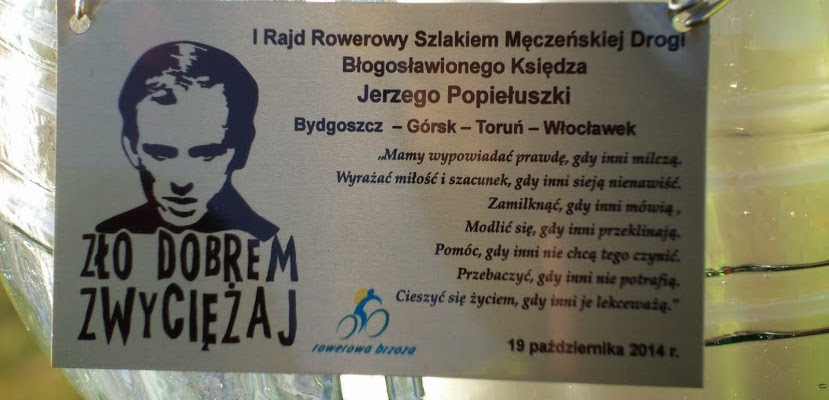 I Rajd Rowerowy Szlakiem Męczeńskiej Drogi
Błogosławionego Księdza
Jerzego Popiełuszki
Bydgoszcz – Górsk – Toruń – Włocławek
„Mamy wypowiadać prawdę, gdy inni milczą.
Wyrażać miłość i szacunek, gdy inni sieją nienawiść.
Zamilknąć, gdy inni mówią,
Modlić się, gdy inni przeklinają.
Pomóc, gdy inni nie chcą tego czynić.
Przebaczyć, gdy inni nie potrafią.
Cieszyć się życiem, gdy inni je lekceważą."
ZŁO DOBREM
ZWYCIĘŻAJ
rowerowa brzoza
19 października 2014 r.